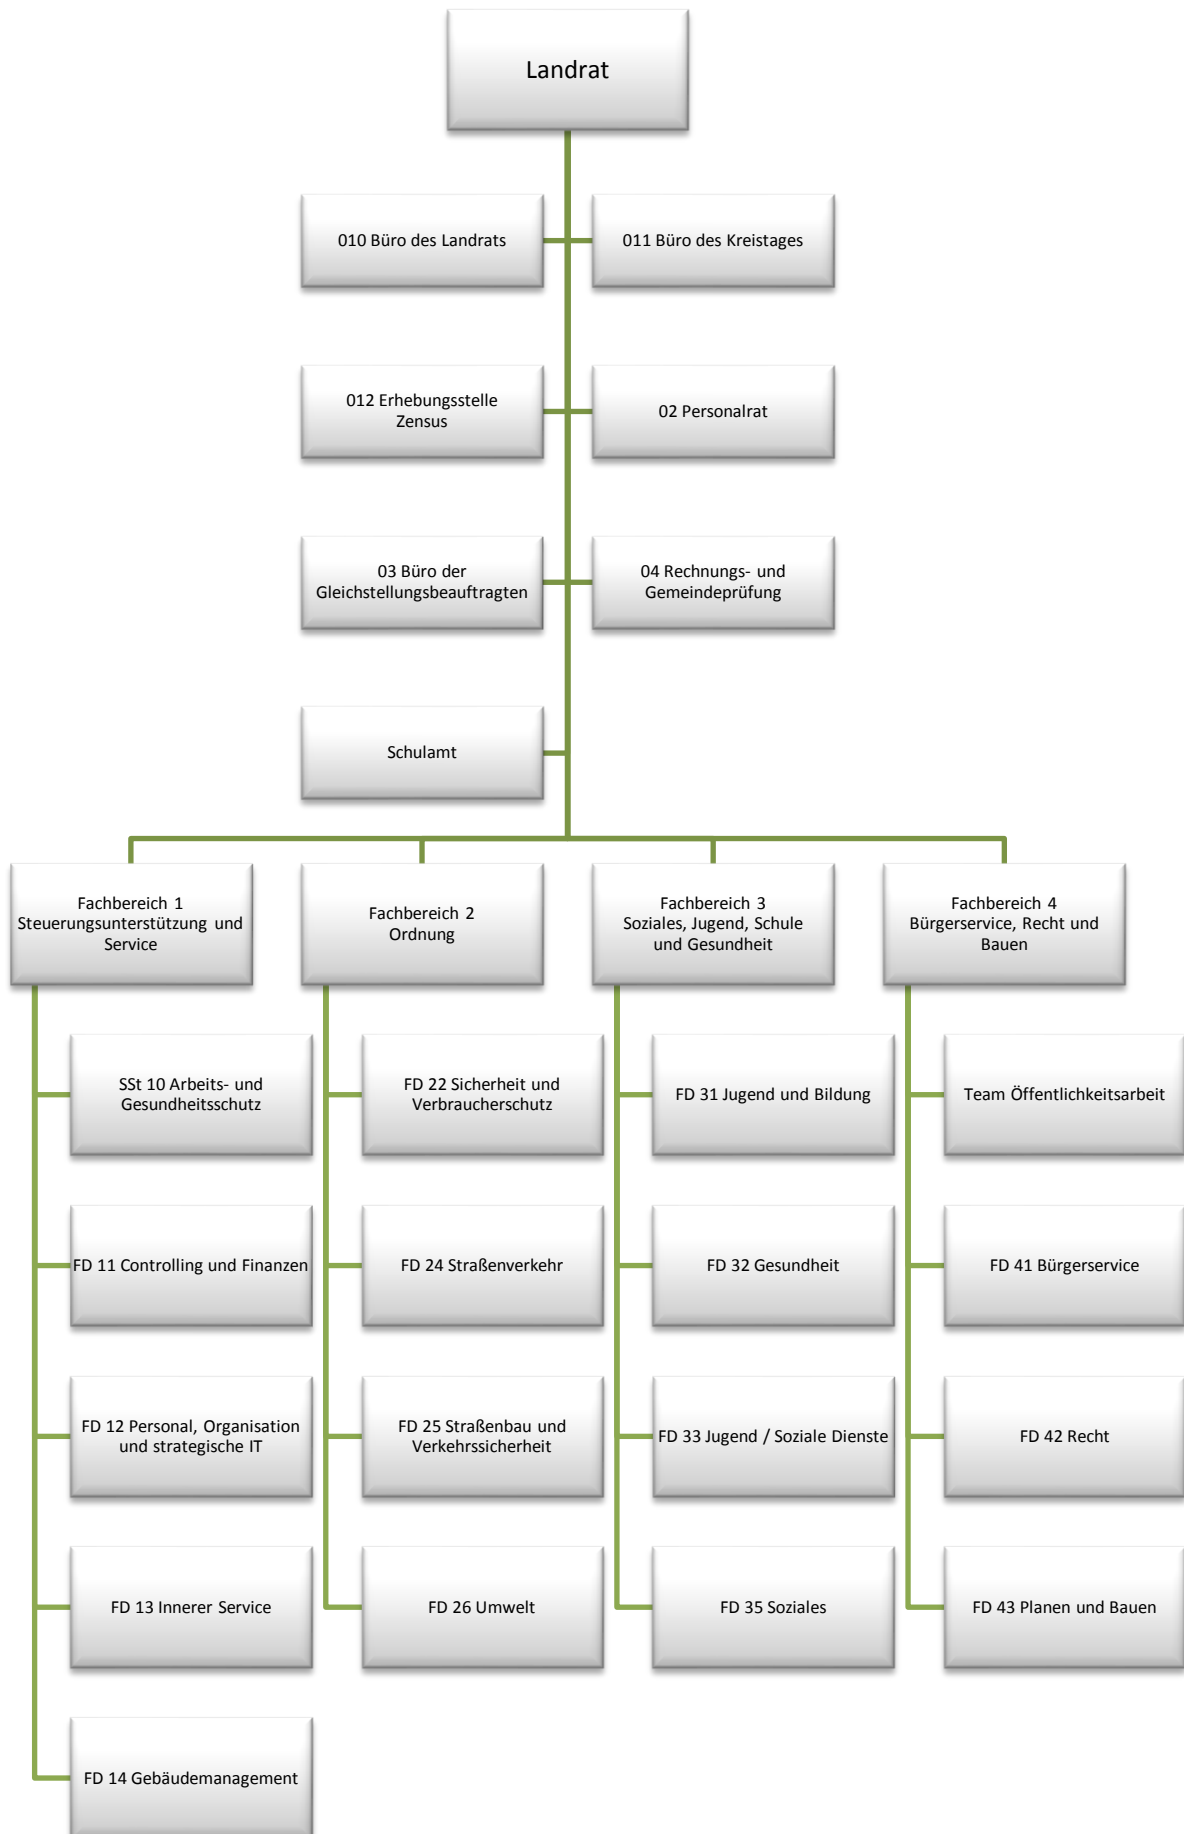 Landrat
010 Büro des Landrats
011 Büro des Kreistages
012 Erhebungsstelle
Zensus
02 Personalrat
03 Büro der
Gleichstellungsbeauftragten
04 Rechnungs- und
Gemeindeprüfung
Schulamt
Fachbereich 1
Steuerungsunterstützung und
Service
Fachbereich 2
Ordnung
Fachbereich 3
Soziales, Jugend, Schule
und Gesundheit
Fachbereich 4
Bürgerservice, Recht und
Bauen
SSt 10 Arbeits- und
Gesundheitsschutz
FD 11 Controlling und Finanzen
FD 12 Personal, Organisation
und strategische IT
FD 13 Innerer Service
FD 14 Gebäudemanagement
FD 22 Sicherheit und
Verbraucherschutz
FD 24 Straßenverkehr
FD 25 Straßenbau und
Verkehrssicherheit
FD 26 Umwelt
FD 31 Jugend und Bildung
FD 32 Gesundheit
FD 33 Jugend / Soziale Dienste
FD 35 Soziales
Team Öffentlichkeitsarbeit
FD 41 Bürgerservice
FD 42 Recht
FD 43 Planen und Bauen